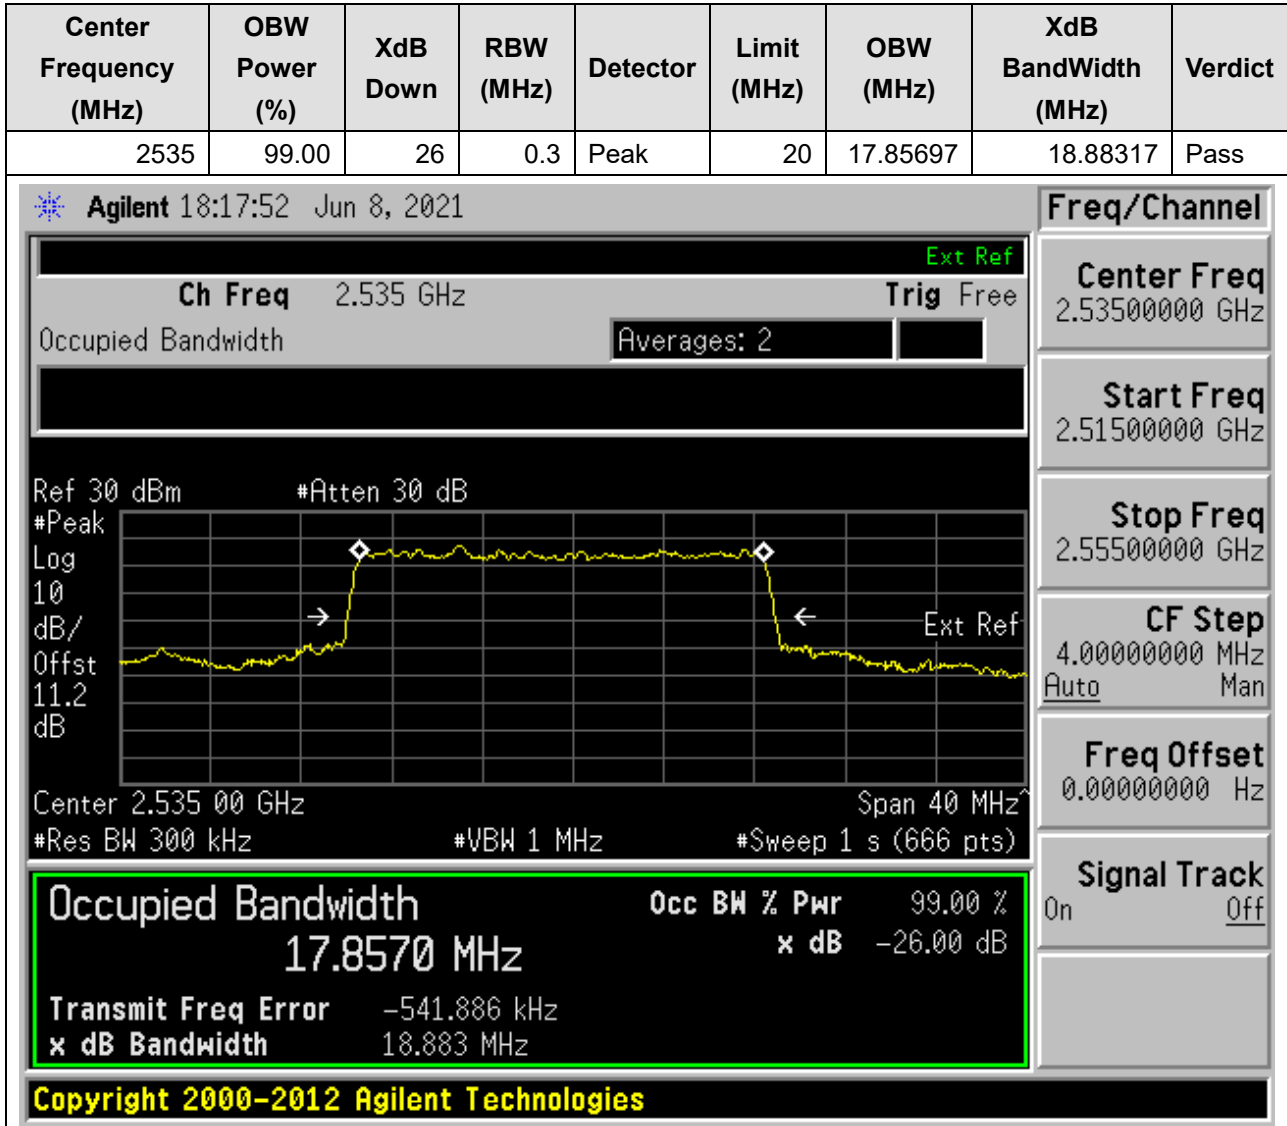 Center Frequency (MHz) OBW Power (%) XdB Down RBW (MHz) Detector Limit (MHz) OBW (MHz) XdB BandWidth (MHz) Verdict
2535 99.00 26 0.3 Peak 20 17.85697 18.88317 Pass
Agilent 18:17:52 Jun 8, 2021
Freq/Channel
Ext Ref
Ch Freq 2.535 GHz Trig Free
Occupied Bandwidth Averages: 2
Center Freq
2.53500000 GHz
Start Freq
2.51500000 GHz
Stop Freq
2.55500000 GHz
CF Step
4.00000000 MHz
Auto Man
Freq Offset
0.00000000 Hz
Signal Track
On Off
Ref 30 dBm #Atten 30 dB
#Peak
Log
10
dB/
Offst
11.2
dB
Ext Ref
Center 2.535 00 GHz Span 40 MHz^
#Res BW 300 kHz #VBW 1 MHz #Sweep 1 s (666 pts)
Occupied Bandwidth Occ BW % Pwr 99.00 %
17.8570 MHz x dB -26.00 dB
Transmit Freq Error -541.886 kHz
x dB Bandwidth 18.883 MHz
Copyright 2000-2012 Agilent Technologies